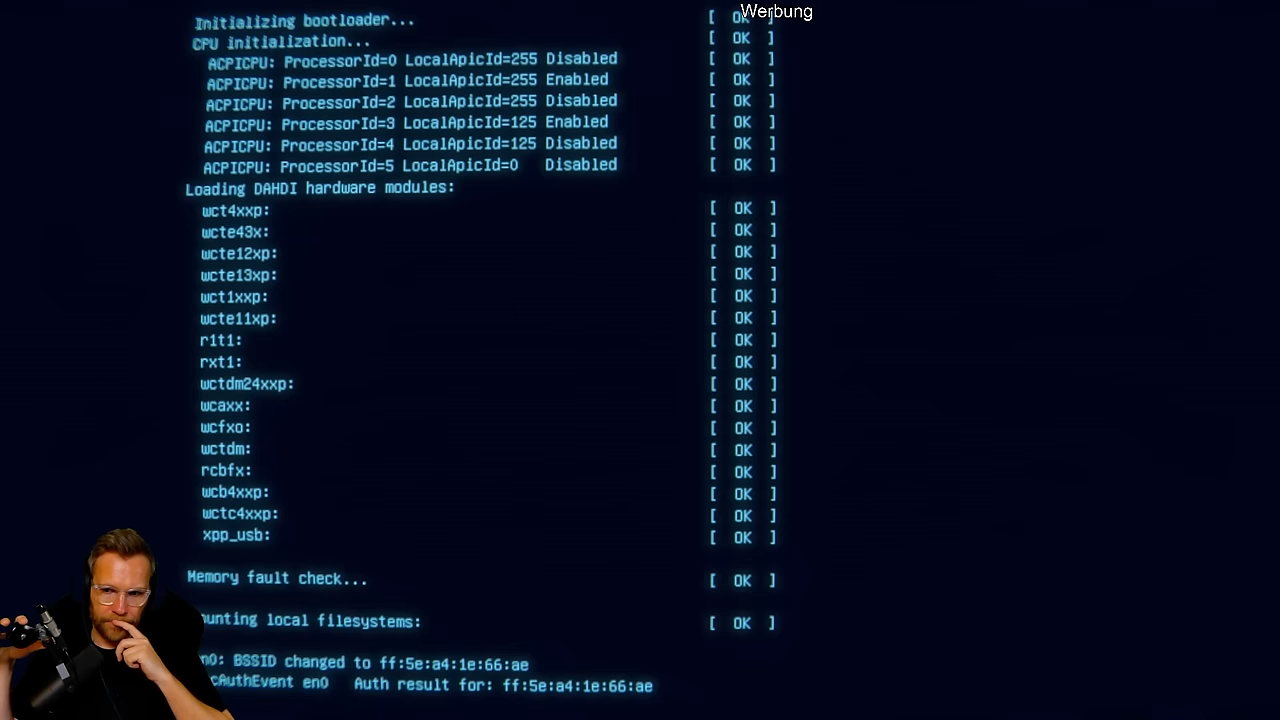 Werbung
Initializing bootloader... [ OK ]
CPU initialization... [ OK ]
ACPICPU: ProcessorId=0 LocalApicId=255 Disabled [ OK ]
ACPICPU: ProcessorId=1 LocalApicId=255 Enabled [ OK ]
ACPICPU: ProcessorId=2 LocalApicId=255 Disabled [ OK ]
ACPICPU: ProcessorId=3 LocalApicId=125 Enabled [ OK ]
ACPICPU: ProcessorId=4 LocalApicId=125 Disabled [ OK ]
ACPICPU: ProcessorId=5 LocalApicId=0 Disabled [ OK ]
Loading DAHDI hardware modules:
wct4xxp: [ OK ]
wcte43x: [ OK ]
wcte12xp: [ OK ]
wcte13xp: [ OK ]
wct1xxp: [ OK ]
wcte11xp: [ OK ]
r1t1: [ OK ]
rxt1: [ OK ]
wctdm24xxp: [ OK ]
wcaxx: [ OK ]
wcfxo: [ OK ]
wctdm: [ OK ]
rcbfx: [ OK ]
wcb4xxp: [ OK ]
wctc4xxp: [ OK ]
xpp_usb: [ OK ]
Memory fault check... [ OK ]
unting local filesystems: [ OK ]
n0: BSSID changed to ff:5e:a4:1e:66:ae
cAuthEvent en0 Auth result for: ff:5e:a4:1e:66:ae